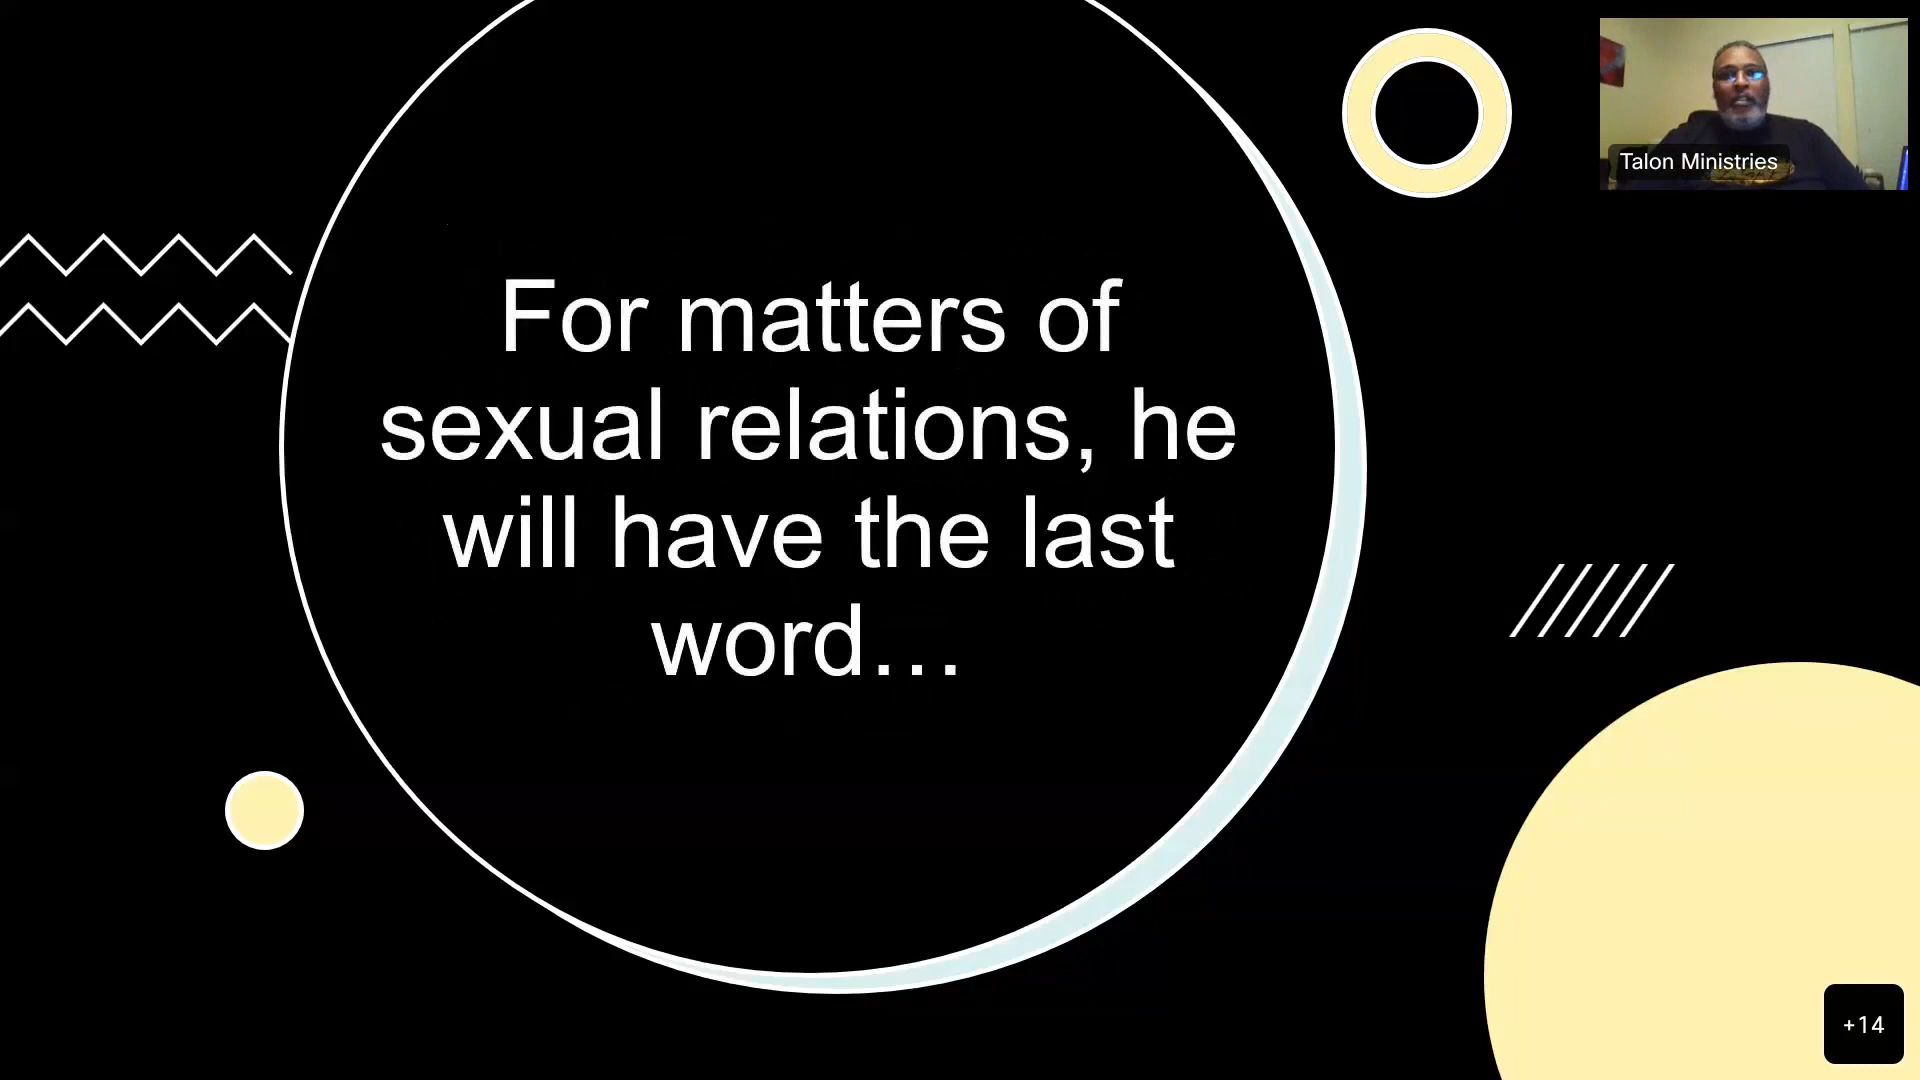 For matters of
sexual relations, he
will have the last
word…
Talon Ministries
+14